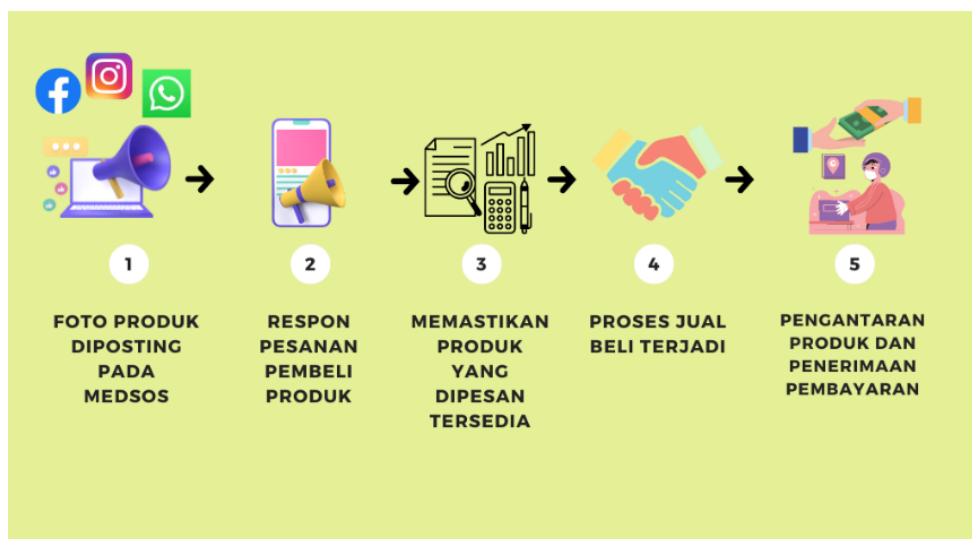 1
FOTO PRODUK
DIPOSTING
PADA
MEDSOS
2
RESPON
PESANAN
PEMBELI
PRODUK
3
MEMASTIKAN
PRODUK
YANG
DIPESAN
TERSEDIA
4
PROSES JUAL
BELI TERJADI
5
PENGANTARAN
PRODUK DAN
PENERIMAAN
PEMBAYARAN